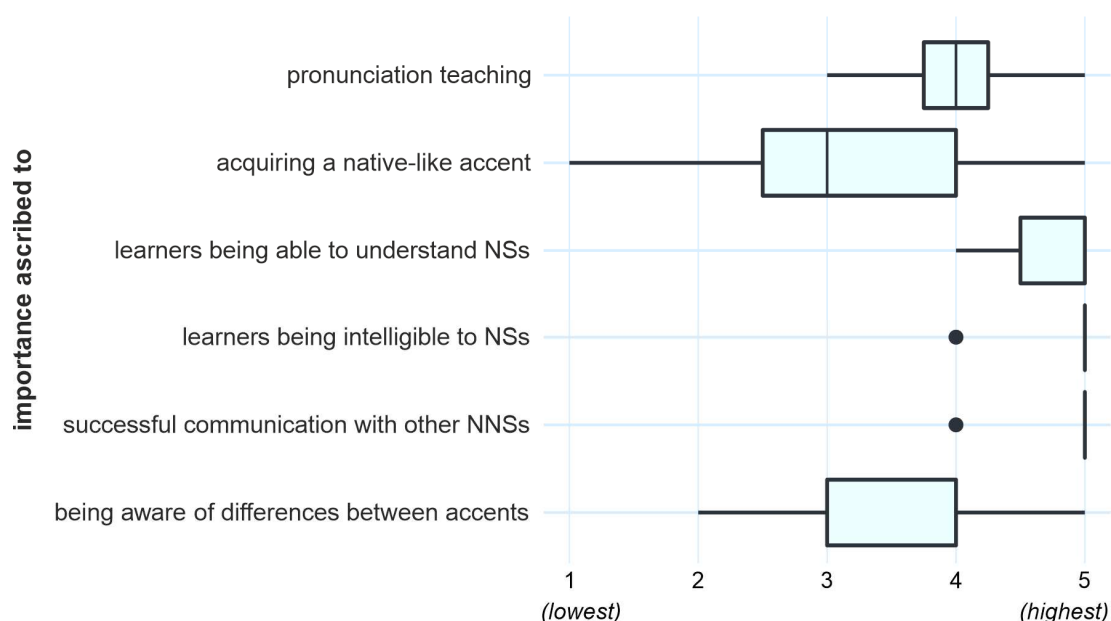 importance ascribed to
pronunciation teaching
acquiring a native-like accent
learners being able to understand NSs
learners being intelligible to NSs
successful communication with other NNSs
being aware of differences between accents
1 2 3 4 5
(lowest) (highest)